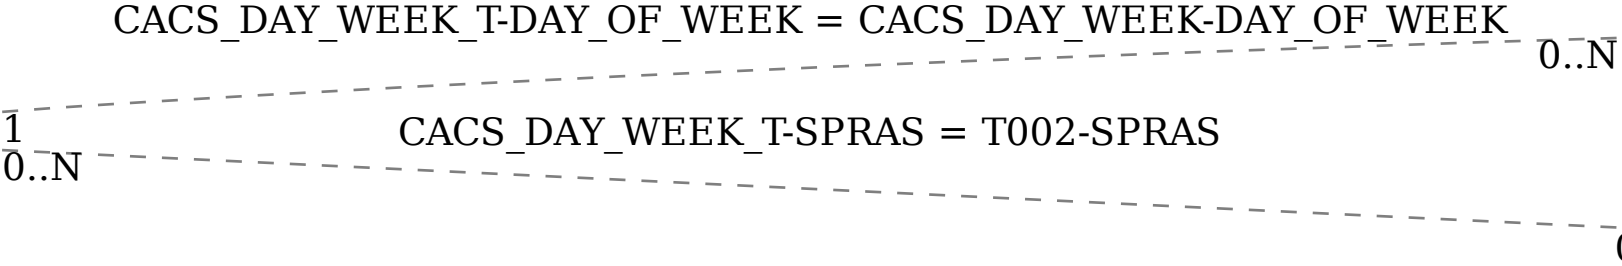 CACS_DAY_WEEK_T-DAY_OF_WEEK = CACS_DAY_WEEK-DAY_OF_WEEK
0..N
1
CACS_DAY_WEEK_T-SPRAS = T002-SPRAS
0..N